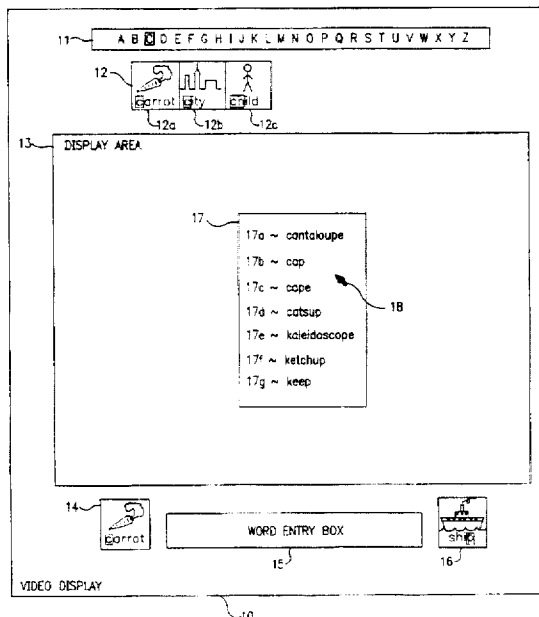 11 A B C D E F G H I J K L M N O P Q R S T U V W X Y Z
12
carrot city child
12a 12b 12c
13 DISPLAY AREA
17
17a ~ cantaloupe
17b ~ cap
17c ~ cape
17d ~ catsup
17e ~ kaleidoscope
17f ~ ketchup
17g ~ keep
18
14
carrot
WORD ENTRY BOX
ship
15
16
VIDEO DISPLAY
10